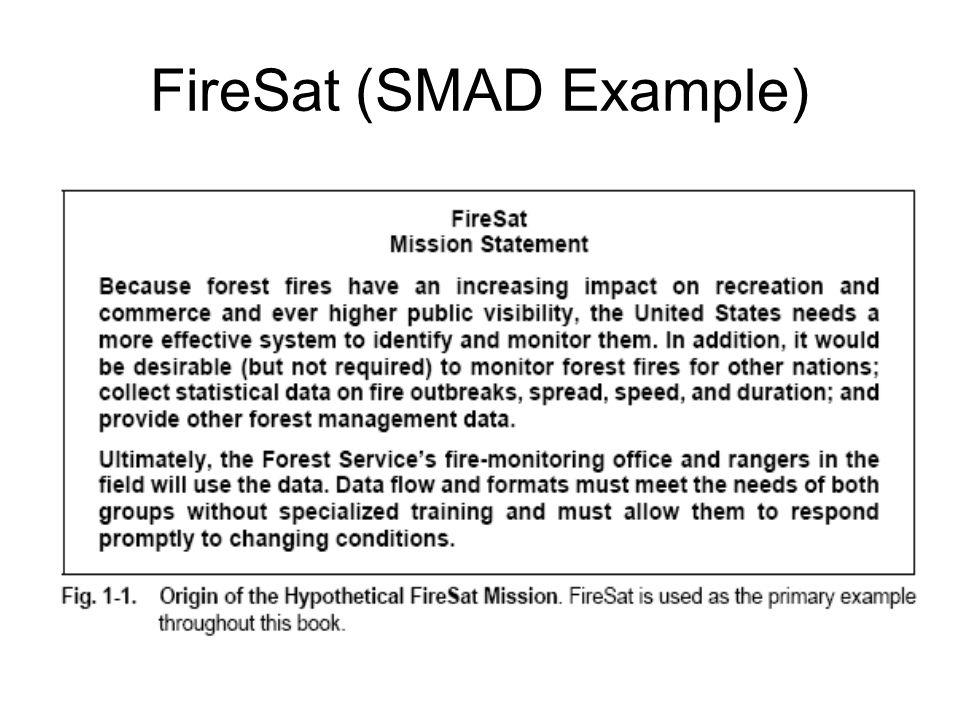 FireSat (SMAD Example)
FireSat
Mission Statement
Because forest fires have an increasing impact on recreation and
commerce and ever higher public visibility, the United States needs a
more effective system to identify and monitor them. In addition, it would
be desirable (but not required) to monitor forest fires for other nations;
collect statistical data on fire outbreaks, spread, speed, and duration; and
provide other forest management data.
Ultimately, the Forest Service’s fire-monitoring office and rangers in the
field will use the data. Data flow and formats must meet the needs of both
groups without specialized training and must allow them to respond
promptly to changing conditions.
Fig. 1-1. Origin of the Hypothetical FireSat Mission. FireSat is used as the primary example
throughout this book.